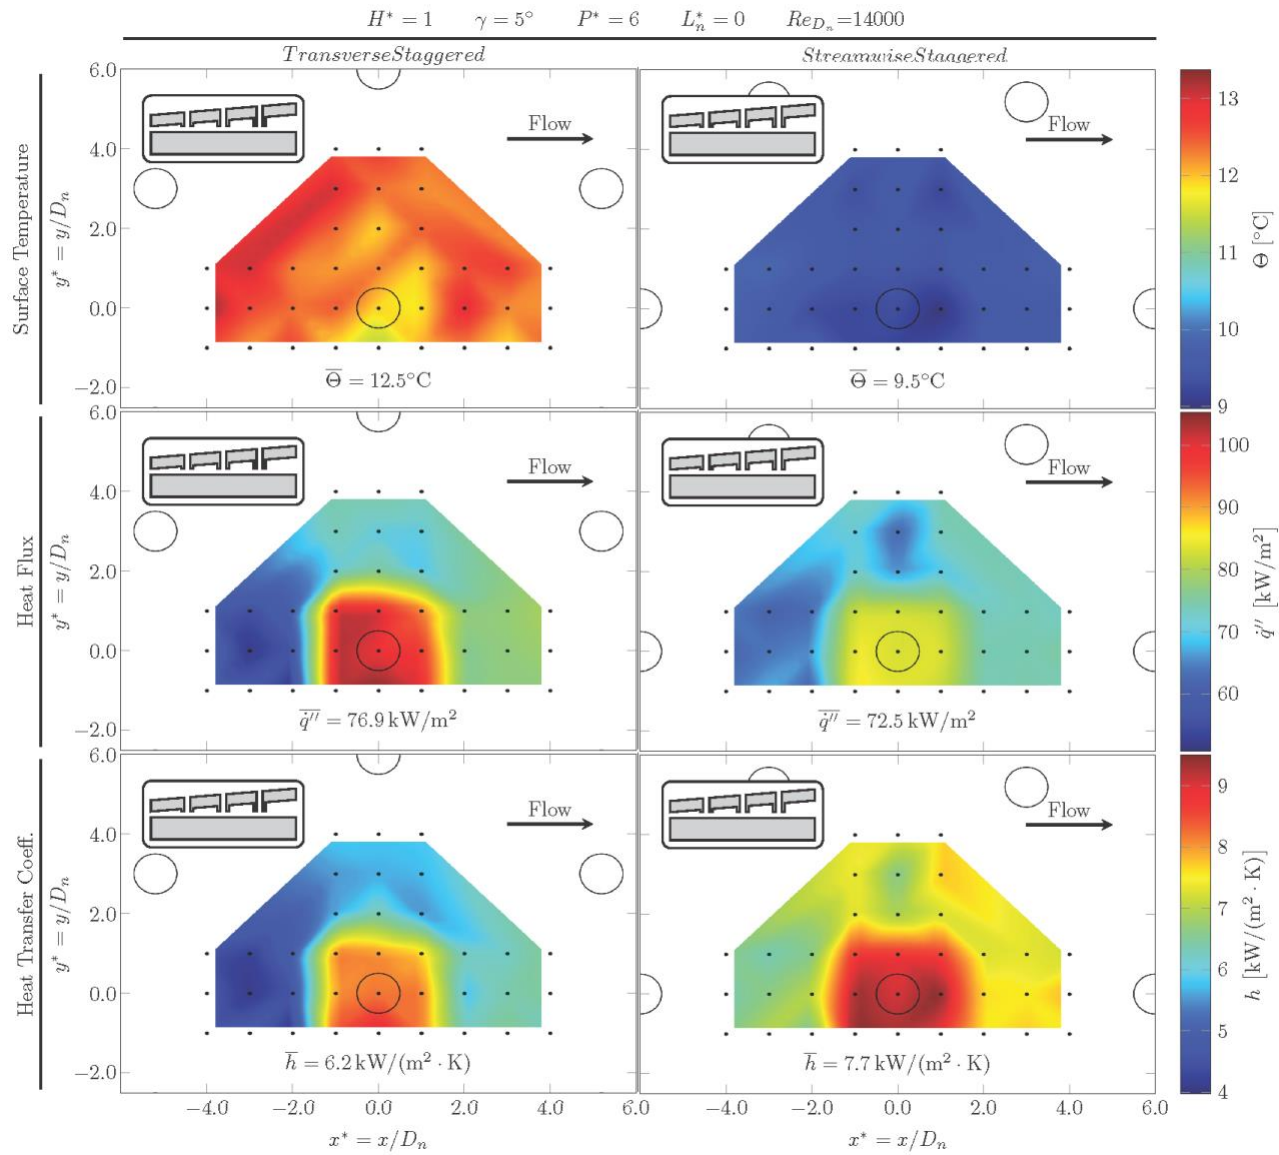 H* = 1 γ = 5° P* = 6 L*ₙ = 0 Re_Dₙ =14000
TransverseStaggered StreamwiseStaggered
Surface Temperature
y* = y/Dₙ
6.0
4.0
2.0
0.0
−2.0
Flow
Θ̅ = 12.5°C
Flow
Θ̅ = 9.5°C
13
12
11
10
9
Θ [°C]
Heat Flux
y* = y/Dₙ
6.0
4.0
2.0
0.0
−2.0
Flow
q̇″ = 76.9 kW/m²
Flow
q̇″ = 72.5 kW/m²
100
90
80
70
60
q̇″ [kW/m²]
Heat Transfer Coeff.
y* = y/Dₙ
6.0
4.0
2.0
0.0
−2.0
Flow
h̅ = 6.2 kW/(m² · K)
Flow
h̅ = 7.7 kW/(m² · K)
9
8
7
6
5
4
h [kW/(m² · K)]
−4.0 −2.0 0.0 2.0 4.0 6.0 −4.0 −2.0 0.0 2.0 4.0 6.0
x* = x/Dₙ x* = x/Dₙ